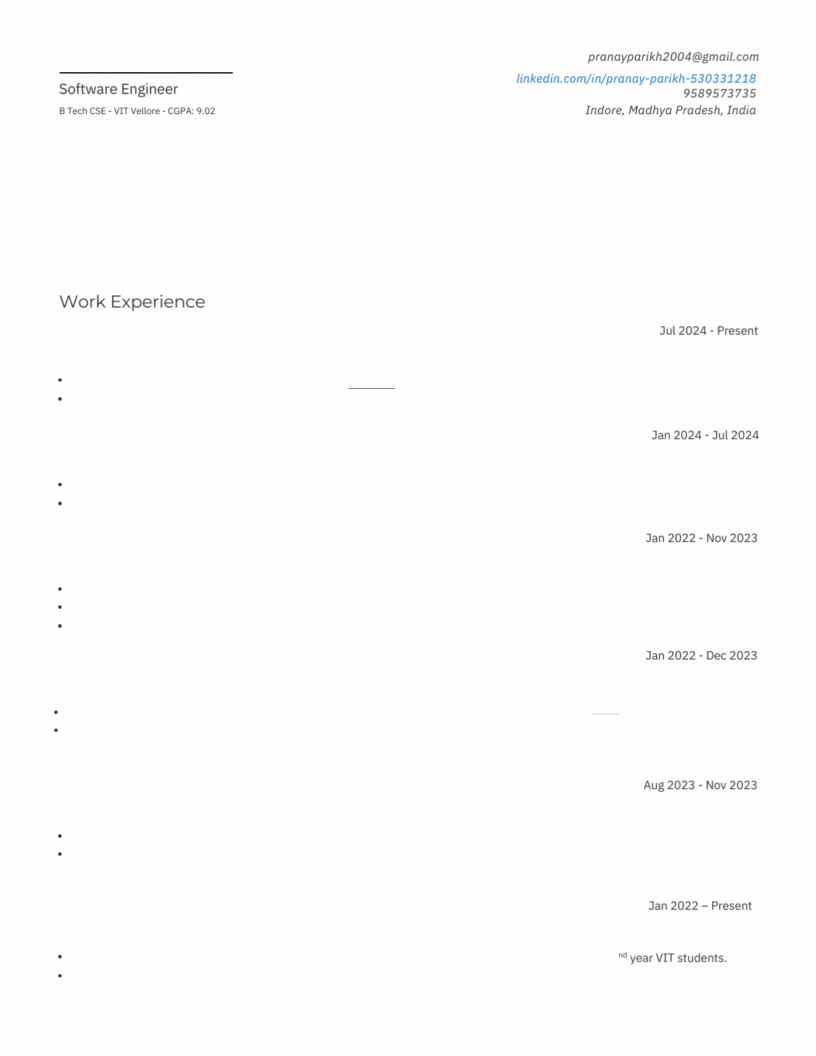 pranayparikh2004@gmail.com
linkedin.com/in/pranay-parikh-530331218
Software Engineer
9589573735
B Tech CSE - VIT Vellore - CGPA: 9.02
Indore, Madhya Pradesh, India
Work Experience
Jul 2024 - Present
Jan 2024 - Jul 2024
Jan 2022 - Nov 2023
Jan 2022 - Dec 2023
Aug 2023 - Nov 2023
Jan 2022 – Present
nd year VIT students.